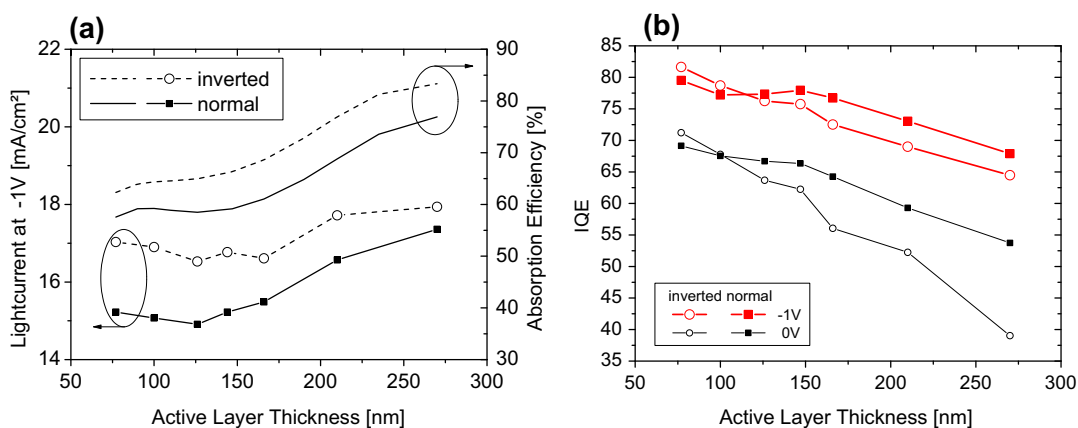 (a)
Lightcurrent at -1V [mA/cm²]
22
20
18
16
14
inverted
normal
90
80
70
60
50
40
30
Absorption Efficiency [%]
50 100 150 200 250 300
Active Layer Thickness [nm]
(b)
IQE
85
80
75
70
65
60
55
50
45
40
35
inverted normal
-1V
0V
50 100 150 200 250 300
Active Layer Thickness [nm]